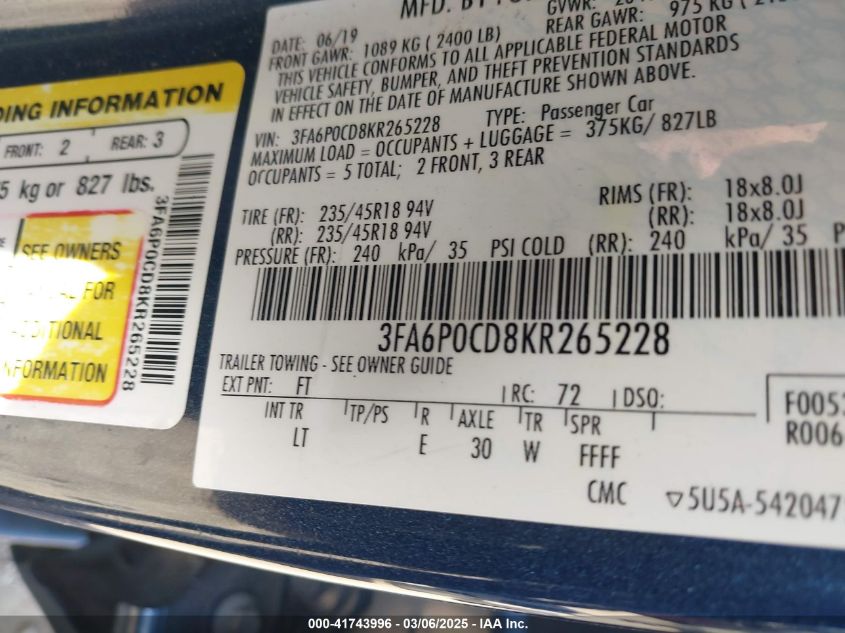 MFD. BY
GVWR:
DATE: 06/19
REAR GAWR: 975 KG
FRONT GAWR: 1089 KG ( 2400 LB)
THIS VEHICLE CONFORMS TO ALL APPLICABLE FEDERAL MOTOR
VEHICLE SAFETY, BUMPER, AND THEFT PREVENTION STANDARDS
IN EFFECT ON THE DATE OF MANUFACTURE SHOWN ABOVE.
VIN: 3FA6P0CD8KR265228 TYPE: Passenger Car
MAXIMUM LOAD = OCCUPANTS + LUGGAGE = 375KG/ 827LB
OCCUPANTS = 5 TOTAL; 2 FRONT, 3 REAR
TIRE (FR): 235/45R18 94V RIMS (FR): 18x8.0J
(RR): 235/45R18 94V (RR): 18x8.0J
PRESSURE (FR): 240 kPa/ 35 PSI COLD (RR): 240 kPa/ 35 P
3FA6P0CD8KR265228
TRAILER TOWING - SEE OWNER GUIDE
EXT PNT: FT RC: 72 DSO:
INT TR TP/PS R AXLE TR SPR
LT E 30 W FFFF
CMC
5U5A-542047
F005
R006
DING INFORMATION
FRONT: 2 REAR: 3
5 kg or 827 lbs.
SEE OWNERS
FOR
ADDITIONAL
NFORMATION
3FA6P0CD8KR265228
000-41743996 - 03/06/2025 - IAA Inc.